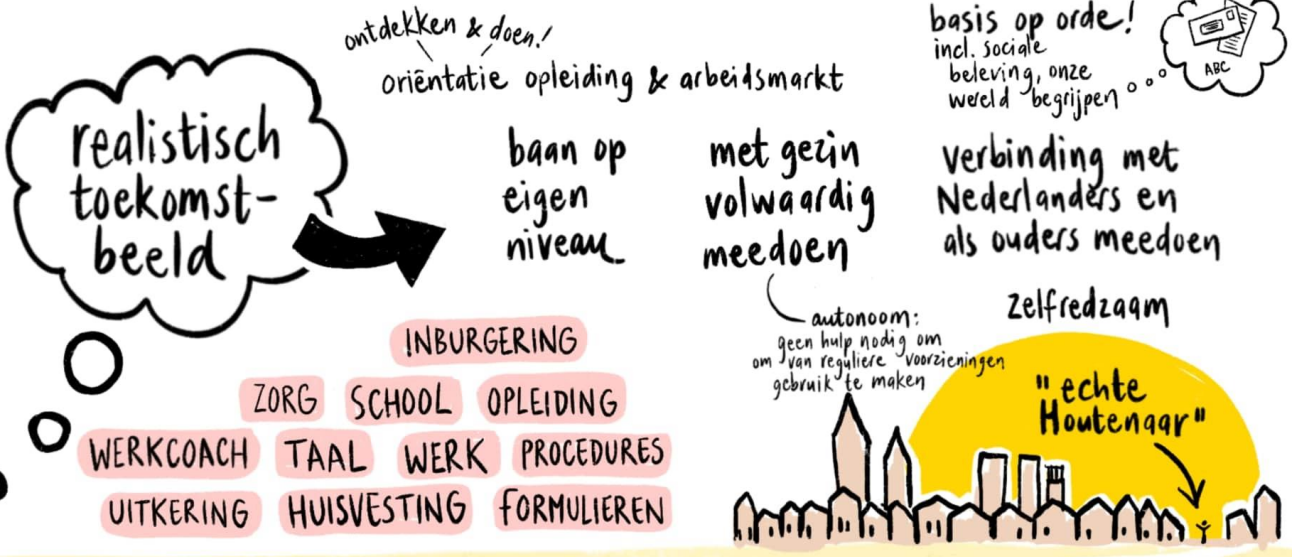 ontdekken & doen!
oriëntatie opleiding & arbeidsmarkt
basis op orde!
incl. sociale
beleving, onze
wereld begrijpen
ABC
realistisch
toekomst-
beeld
baan op
eigen
niveau
met gezin
volwaardig
meedoen
verbinding met
Nederlanders en
als ouders meedoen
autonoom:
geen hulp nodig om
om van reguliere voorzieningen
gebruik te maken
zelfredzaam
"echte
Houtenaar"
INBURGERING
ZORG SCHOOL OPLEIDING
WERKCOACH TAAL WERK PROCEDURES
UITKERING HUISVESTING FORMULIEREN